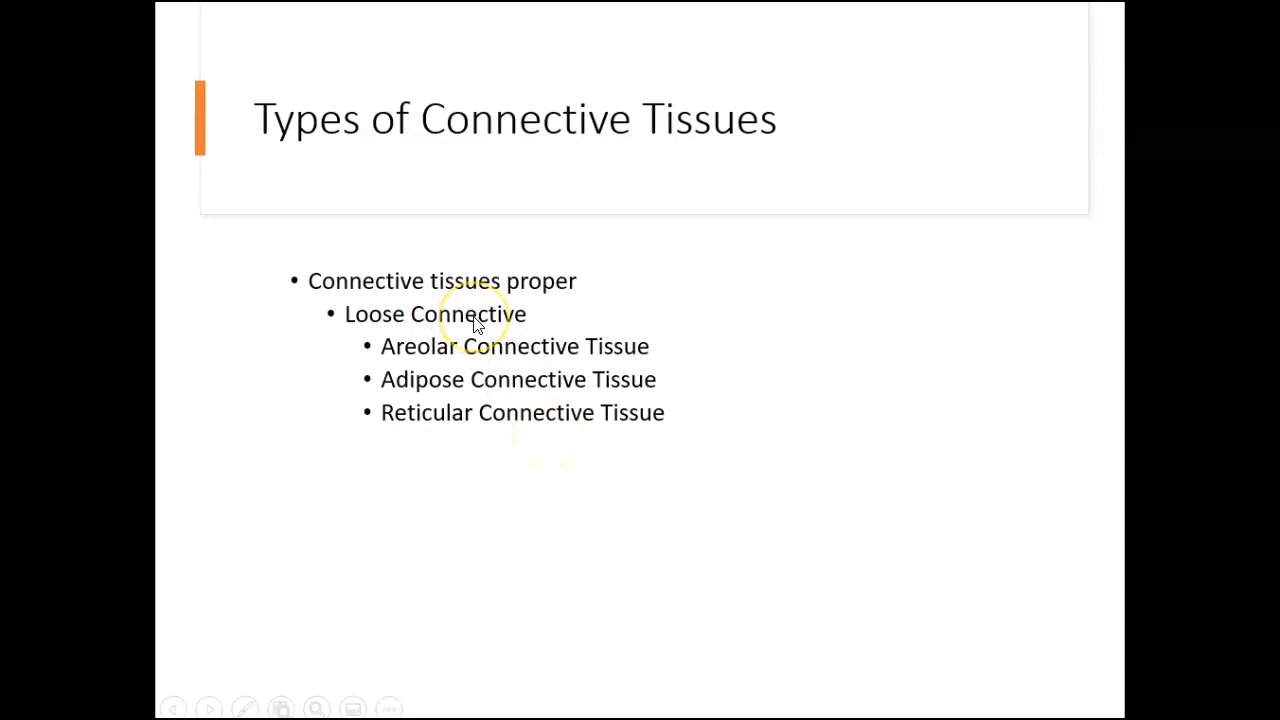 Types of Connective Tissues
• Connective tissues proper
• Loose Connective
• Areolar Connective Tissue
• Adipose Connective Tissue
• Reticular Connective Tissue